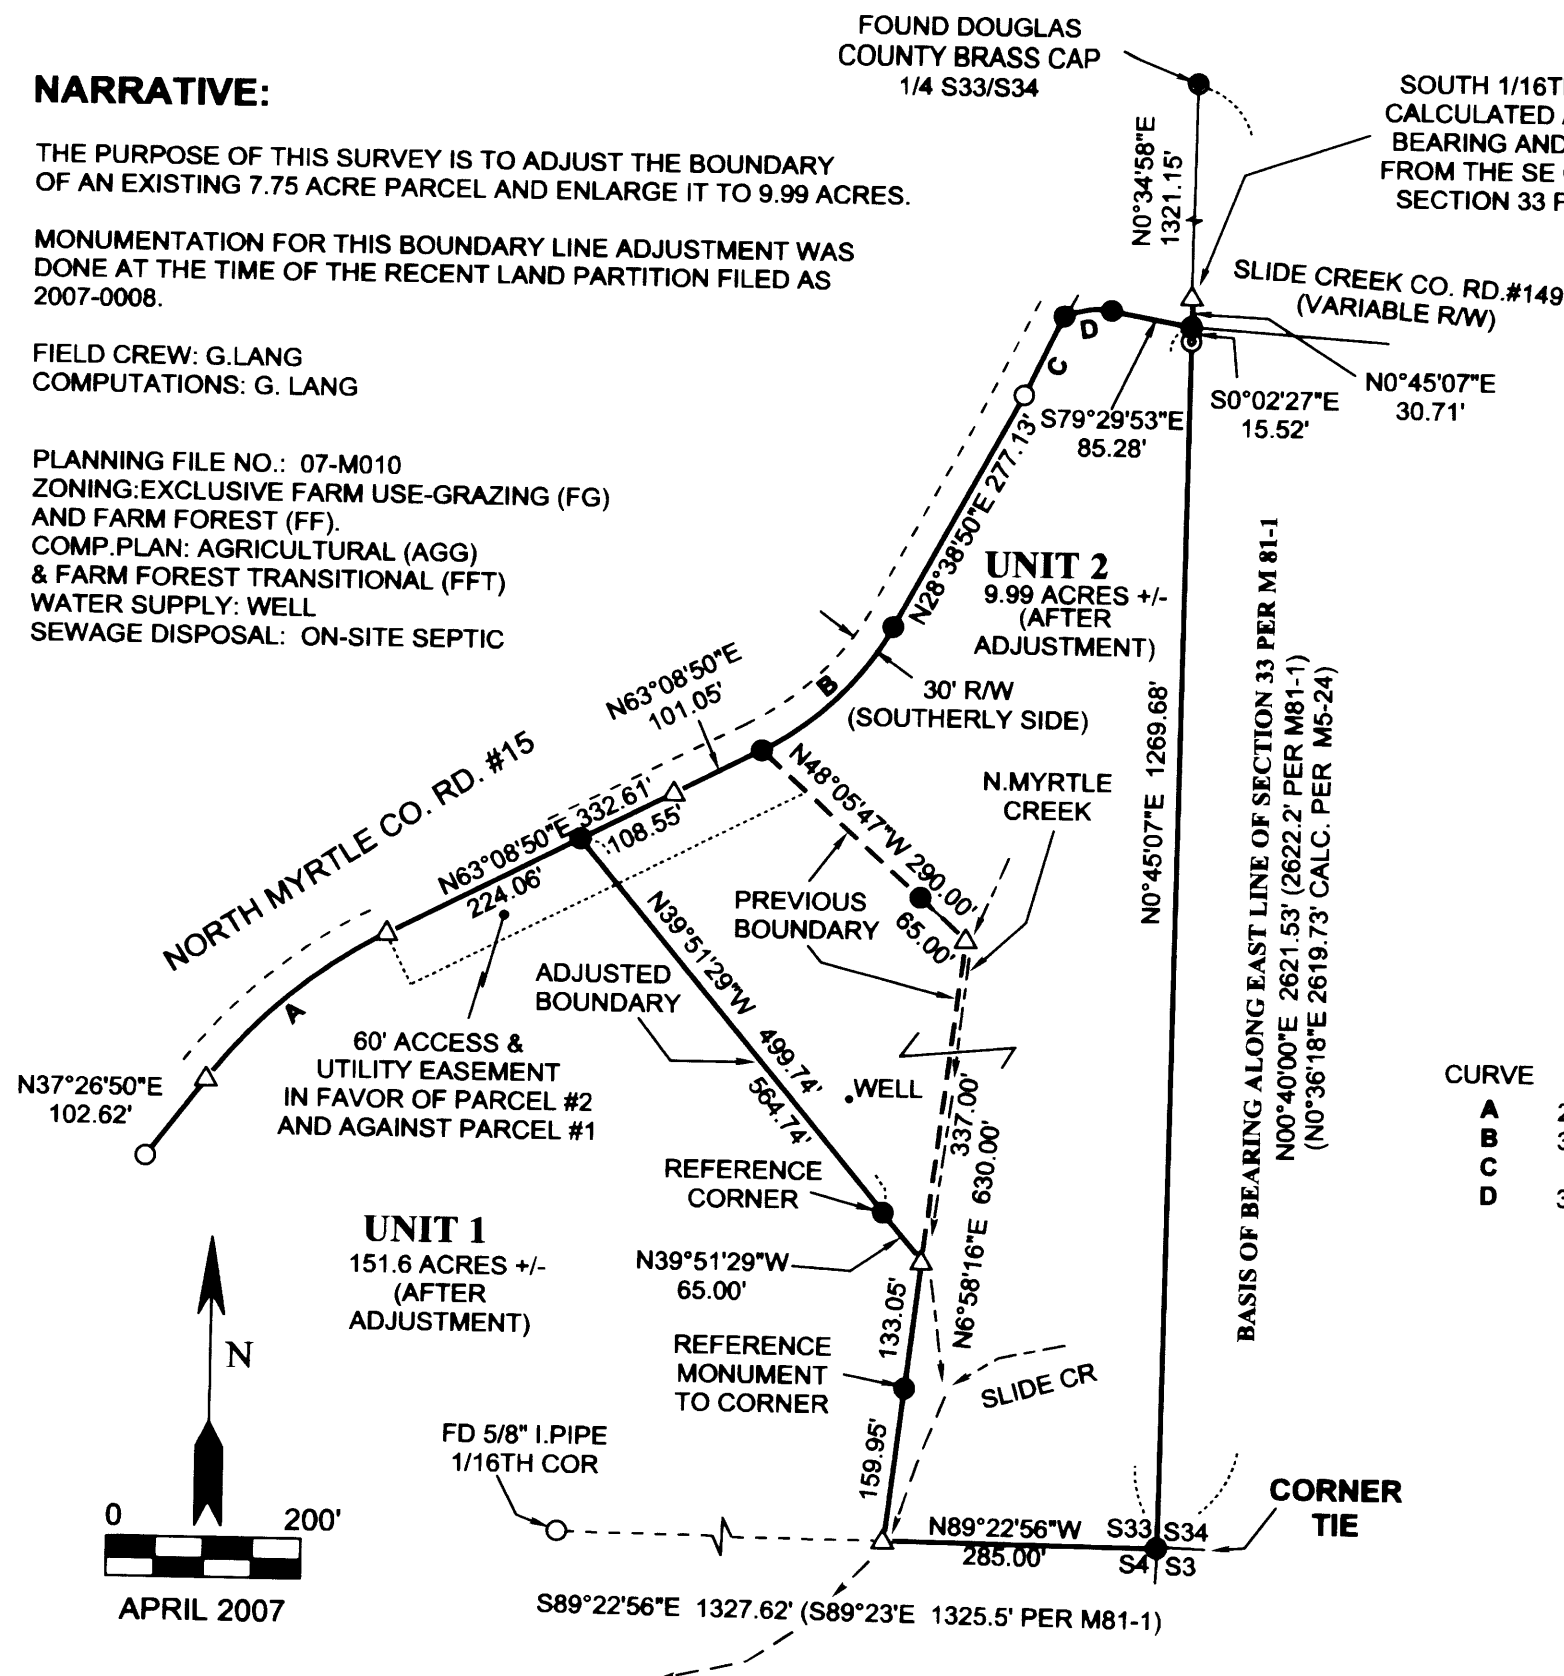 FOUND DOUGLAS
COUNTY BRASS CAP
1/4 S33/S34
NARRATIVE:
THE PURPOSE OF THIS SURVEY IS TO ADJUST THE BOUNDARY
OF AN EXISTING 7.75 ACRE PARCEL AND ENLARGE IT TO 9.99 ACRES.
MONUMENTATION FOR THIS BOUNDARY LINE ADJUSTMENT WAS
DONE AT THE TIME OF THE RECENT LAND PARTITION FILED AS
2007-0008.
FIELD CREW: G.LANG
COMPUTATIONS: G. LANG
PLANNING FILE NO.: 07-M010
ZONING:EXCLUSIVE FARM USE-GRAZING (FG)
AND FARM FOREST (FF).
COMP.PLAN: AGRICULTURAL (AGG)
& FARM FOREST TRANSITIONAL (FFT)
WATER SUPPLY: WELL
SEWAGE DISPOSAL: ON-SITE SEPTIC
SOUTH 1/16T
CALCULATED
BEARING AND
FROM THE SE
SECTION 33
N0°34'58"E
1321.15'
SLIDE CREEK CO. RD.#149
(VARIABLE R/W)
D
C
S79°29'53"E
85.28'
S0°02'27"E
15.52'
N0°45'07"E
30.71'
N28°38'50"E 277.13'
UNIT 2
9.99 ACRES +/-
(AFTER
ADJUSTMENT)
B
30' R/W
(SOUTHERLY SIDE)
N63°08'50"E
101.05'
NORTH MYRTLE CO. RD. #15
N63°08'50"E 332.61'
108.55'
224.06'
N48°05'47"W 290.00'
65.00'
N.MYRTLE
CREEK
PREVIOUS
BOUNDARY
N0°45'07"E 1269.68'
BASIS OF BEARING ALONG EAST LINE OF SECTION 33 PER M 81-1
N00°40'00"E 2621.53' (2622.2' PER M81-1)
(N0°36'18"E 2619.73' CALC. PER M5-24)
A
N39°51'29"W 499.74'
564.74'
ADJUSTED
BOUNDARY
60' ACCESS &
UTILITY EASEMENT
IN FAVOR OF PARCEL #2
AND AGAINST PARCEL #1
N37°26'50"E
102.62'
WELL
337.00'
N6°58'16"E 630.00'
CURVE
A 2
B 3
C
D 3
REFERENCE
CORNER
UNIT 1
151.6 ACRES +/-
(AFTER
ADJUSTMENT)
N39°51'29"W
65.00'
133.05'
N
REFERENCE
MONUMENT
TO CORNER
SLIDE CR
159.95'
FD 5/8" I.PIPE
1/16TH COR
0 200'
APRIL 2007
N89°22'56"W
285.00'
S33 S34
S4 S3
CORNER
TIE
S89°22'56"E 1327.62' (S89°23'E 1325.5' PER M81-1)